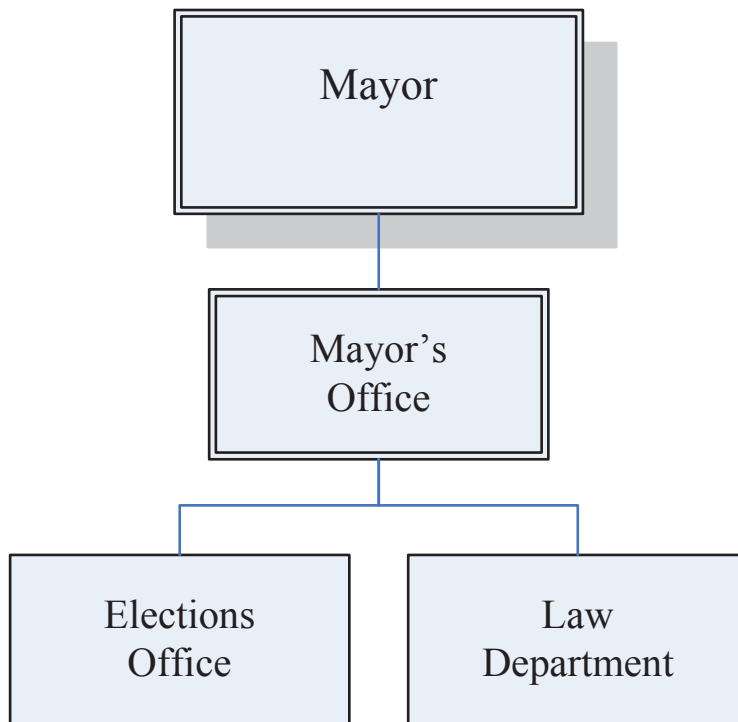 Mayor
Mayor’s
Office
Elections
Office
Law
Department